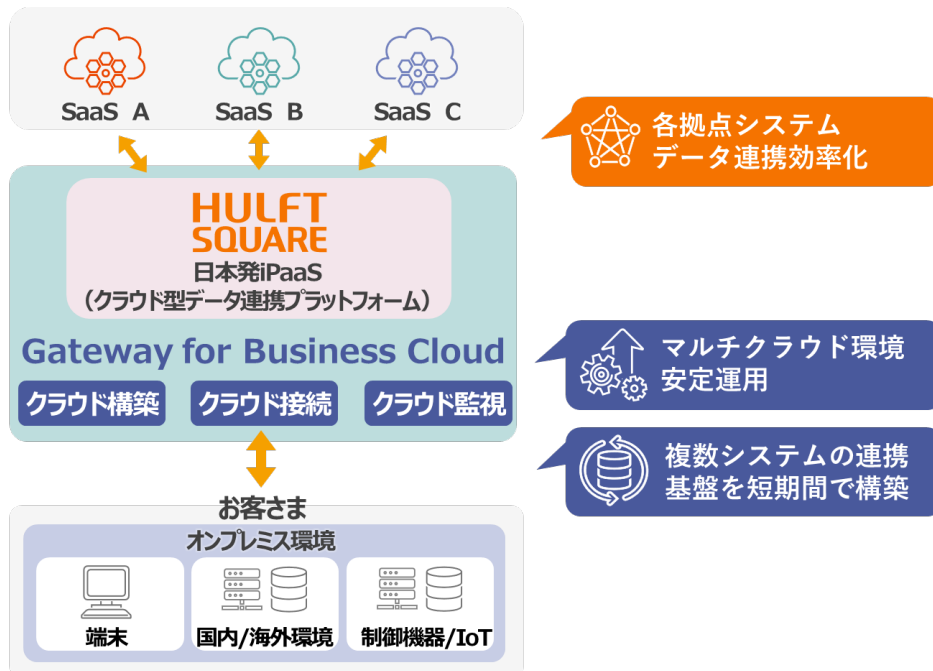 SaaS A
SaaS B
SaaS C
各拠点システム
データ連携効率化
HULFT
SQUARE
日本発iPaaS
（クラウド型データ連携プラットフォーム）
Gateway for Business Cloud
クラウド構築
クラウド接続
クラウド監視
マルチクラウド環境
安定運用
複数システムの連携
基盤を短期間で構築
お客さま
オンプレミス環境
端末
国内/海外環境
制御機器/IoT